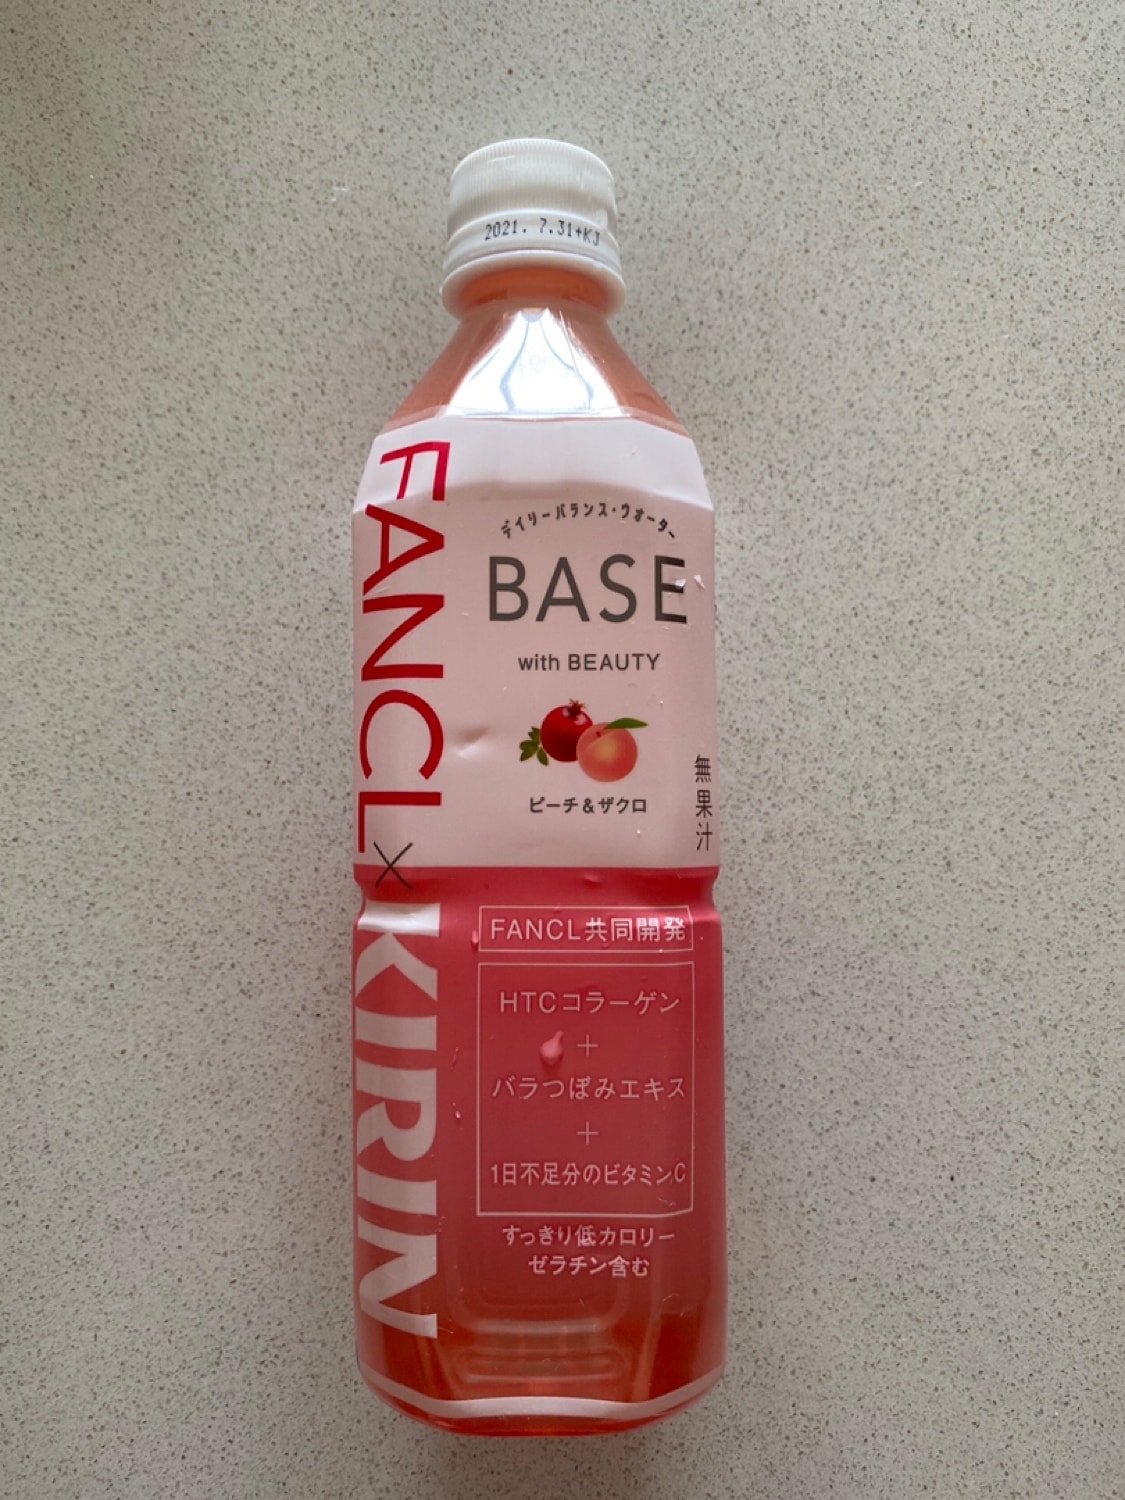 2021. 7.31+KJ
FANCL×KIRIN
デイリーバランス・ウオーター
BASE
with BEAUTY
ピーチ&ザクロ
無果汁
FANCL共同開発
HTCコラーゲン
+
バラつぼみエキス
+
1日不足分のビタミンC
すっきり低カロリー
ゼラチン含む